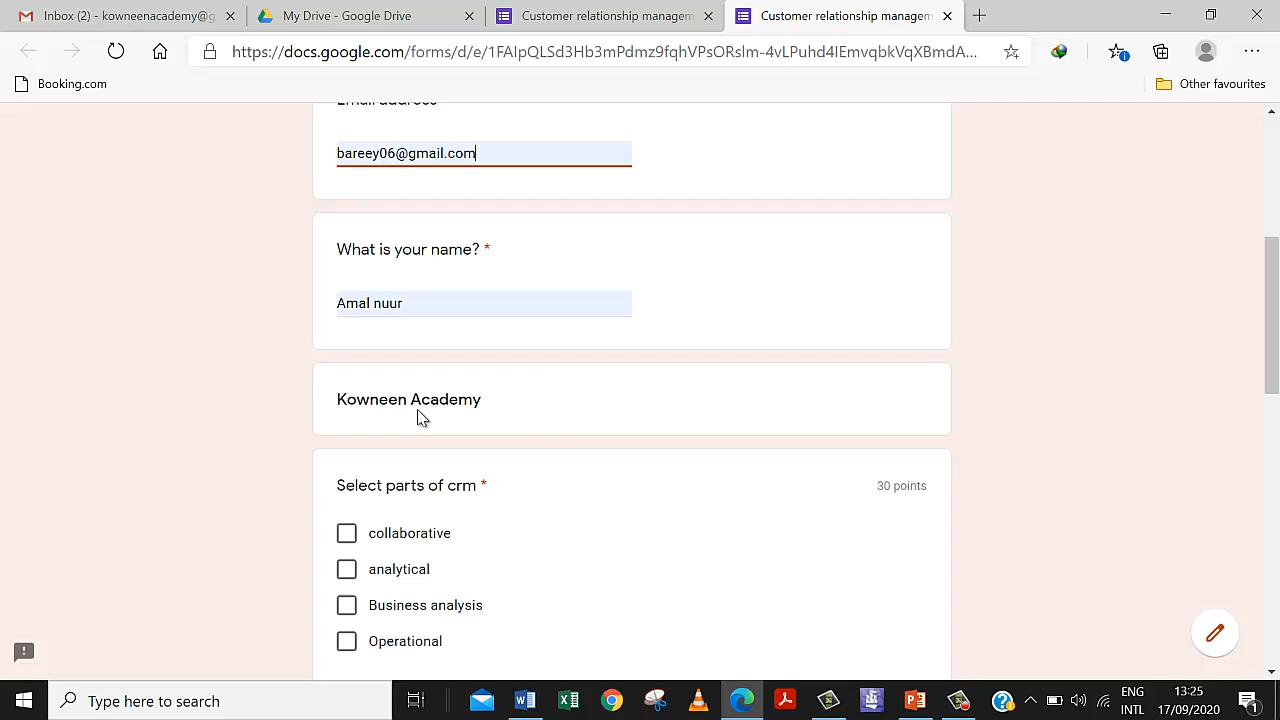 Inbox (2) - kowneenacademy@g
My Drive - Google Drive
Customer relationship managem
Customer relationship managem
https://docs.google.com/forms/d/e/1FAIpQLSd3Hb3mPdmz9fqhVPsORslm-4vLPuhd4IEmvqbkVqXBmdA...
Booking.com
Other favourites
Email address
bareey06@gmail.com
What is your name? *
Amal nuur
Kowneen Academy
Select parts of crm *
30 points
collaborative
analytical
Business analysis
Operational
Type here to search
ENG
INTL
13:25
17/09/2020
1